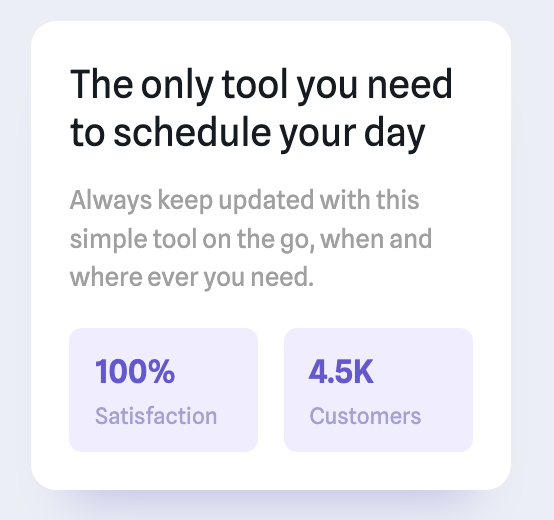 The only tool you need
to schedule your day
Always keep updated with this
simple tool on the go, when and
where ever you need.
100%
Satisfaction
4.5K
Customers